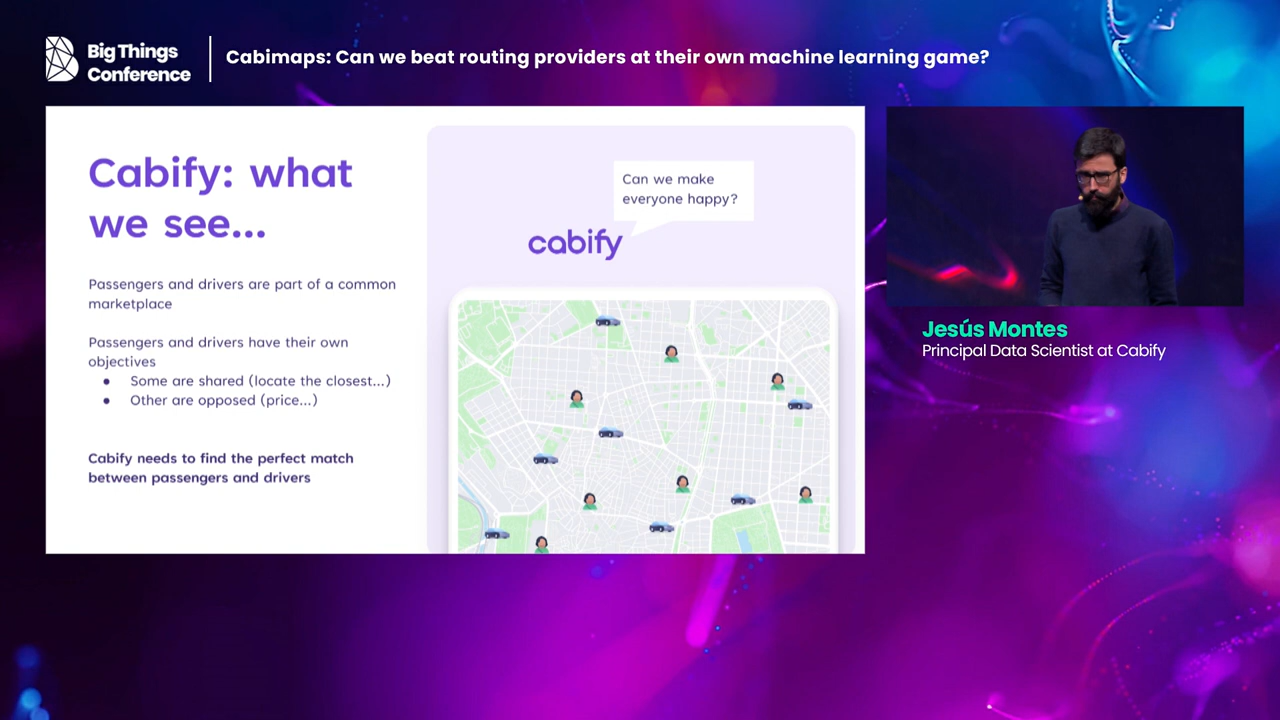 Big Things
Conference
Cabimaps: Can we beat routing providers at their own machine learning game?
Cabify: what
we see...
Passengers and drivers are part of a common
marketplace
Passengers and drivers have their own
objectives
● Some are shared (locate the closest...)
● Other are opposed (price...)
Cabify needs to find the perfect match
between passengers and drivers
Can we make
everyone happy?
cabify
Jesús Montes
Principal Data Scientist at Cabify